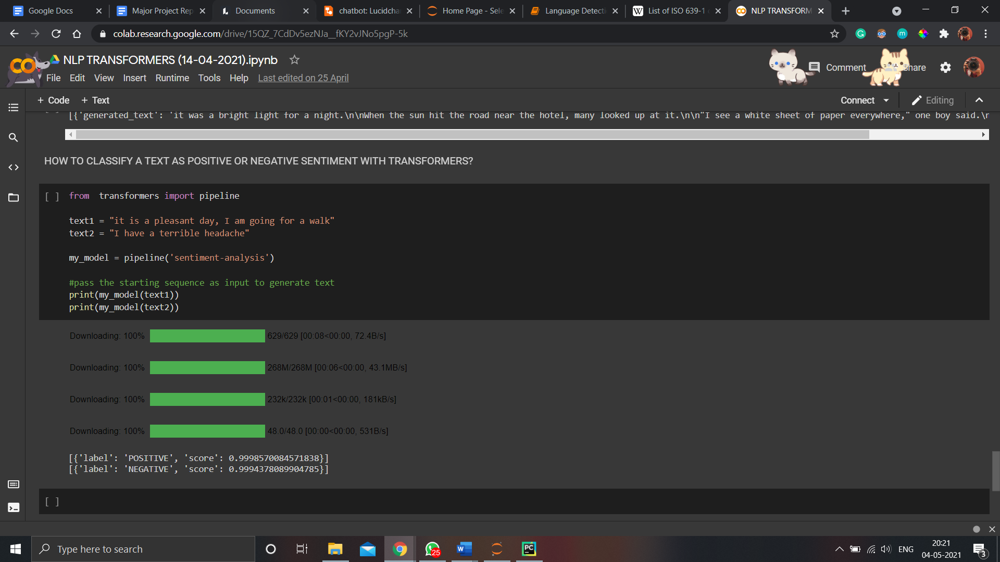 Google Docs
Major Project Rep
Documents
chatbot: Lucidcha
Home Page - Sele
Language Detecti
List of ISO 639-1
NLP TRANSFORM
colab.research.google.com/drive/15QZ_7CdDv5ezNJa__fKY2vJNo5pgP-5k
NLP TRANSFORMERS (14-04-2021).ipynb
File Edit View Insert Runtime Tools Help Last edited on 25 April
Comment
Share
+ Code + Text
Connect
Editing
[{'generated_text': 'it was a bright light for a night.\n\nWhen the sun hit the road near the hotel, many looked up at it.\n\n"I see a white sheet of paper everywhere," one boy said.\n
HOW TO CLASSIFY A TEXT AS POSITIVE OR NEGATIVE SENTIMENT WITH TRANSFORMERS?
[ ] from  transformers import pipeline
text1 = "it is a pleasant day, I am going for a walk"
text2 = "I have a terrible headache"
my_model = pipeline('sentiment-analysis')
#pass the starting sequence as input to generate text
print(my_model(text1))
print(my_model(text2))
Downloading: 100% 629/629 [00:08<00:00, 72.4B/s]
Downloading: 100% 268M/268M [00:06<00:00, 43.1MB/s]
Downloading: 100% 232k/232k [00:01<00:00, 181kB/s]
Downloading: 100% 48.0/48.0 [00:00<00:00, 531B/s]
[{'label': 'POSITIVE', 'score': 0.9998570084571838}]
[{'label': 'NEGATIVE', 'score': 0.9994378089904785}]
[ ]
Type here to search
25
ENG
20:21
04-05-2021
3